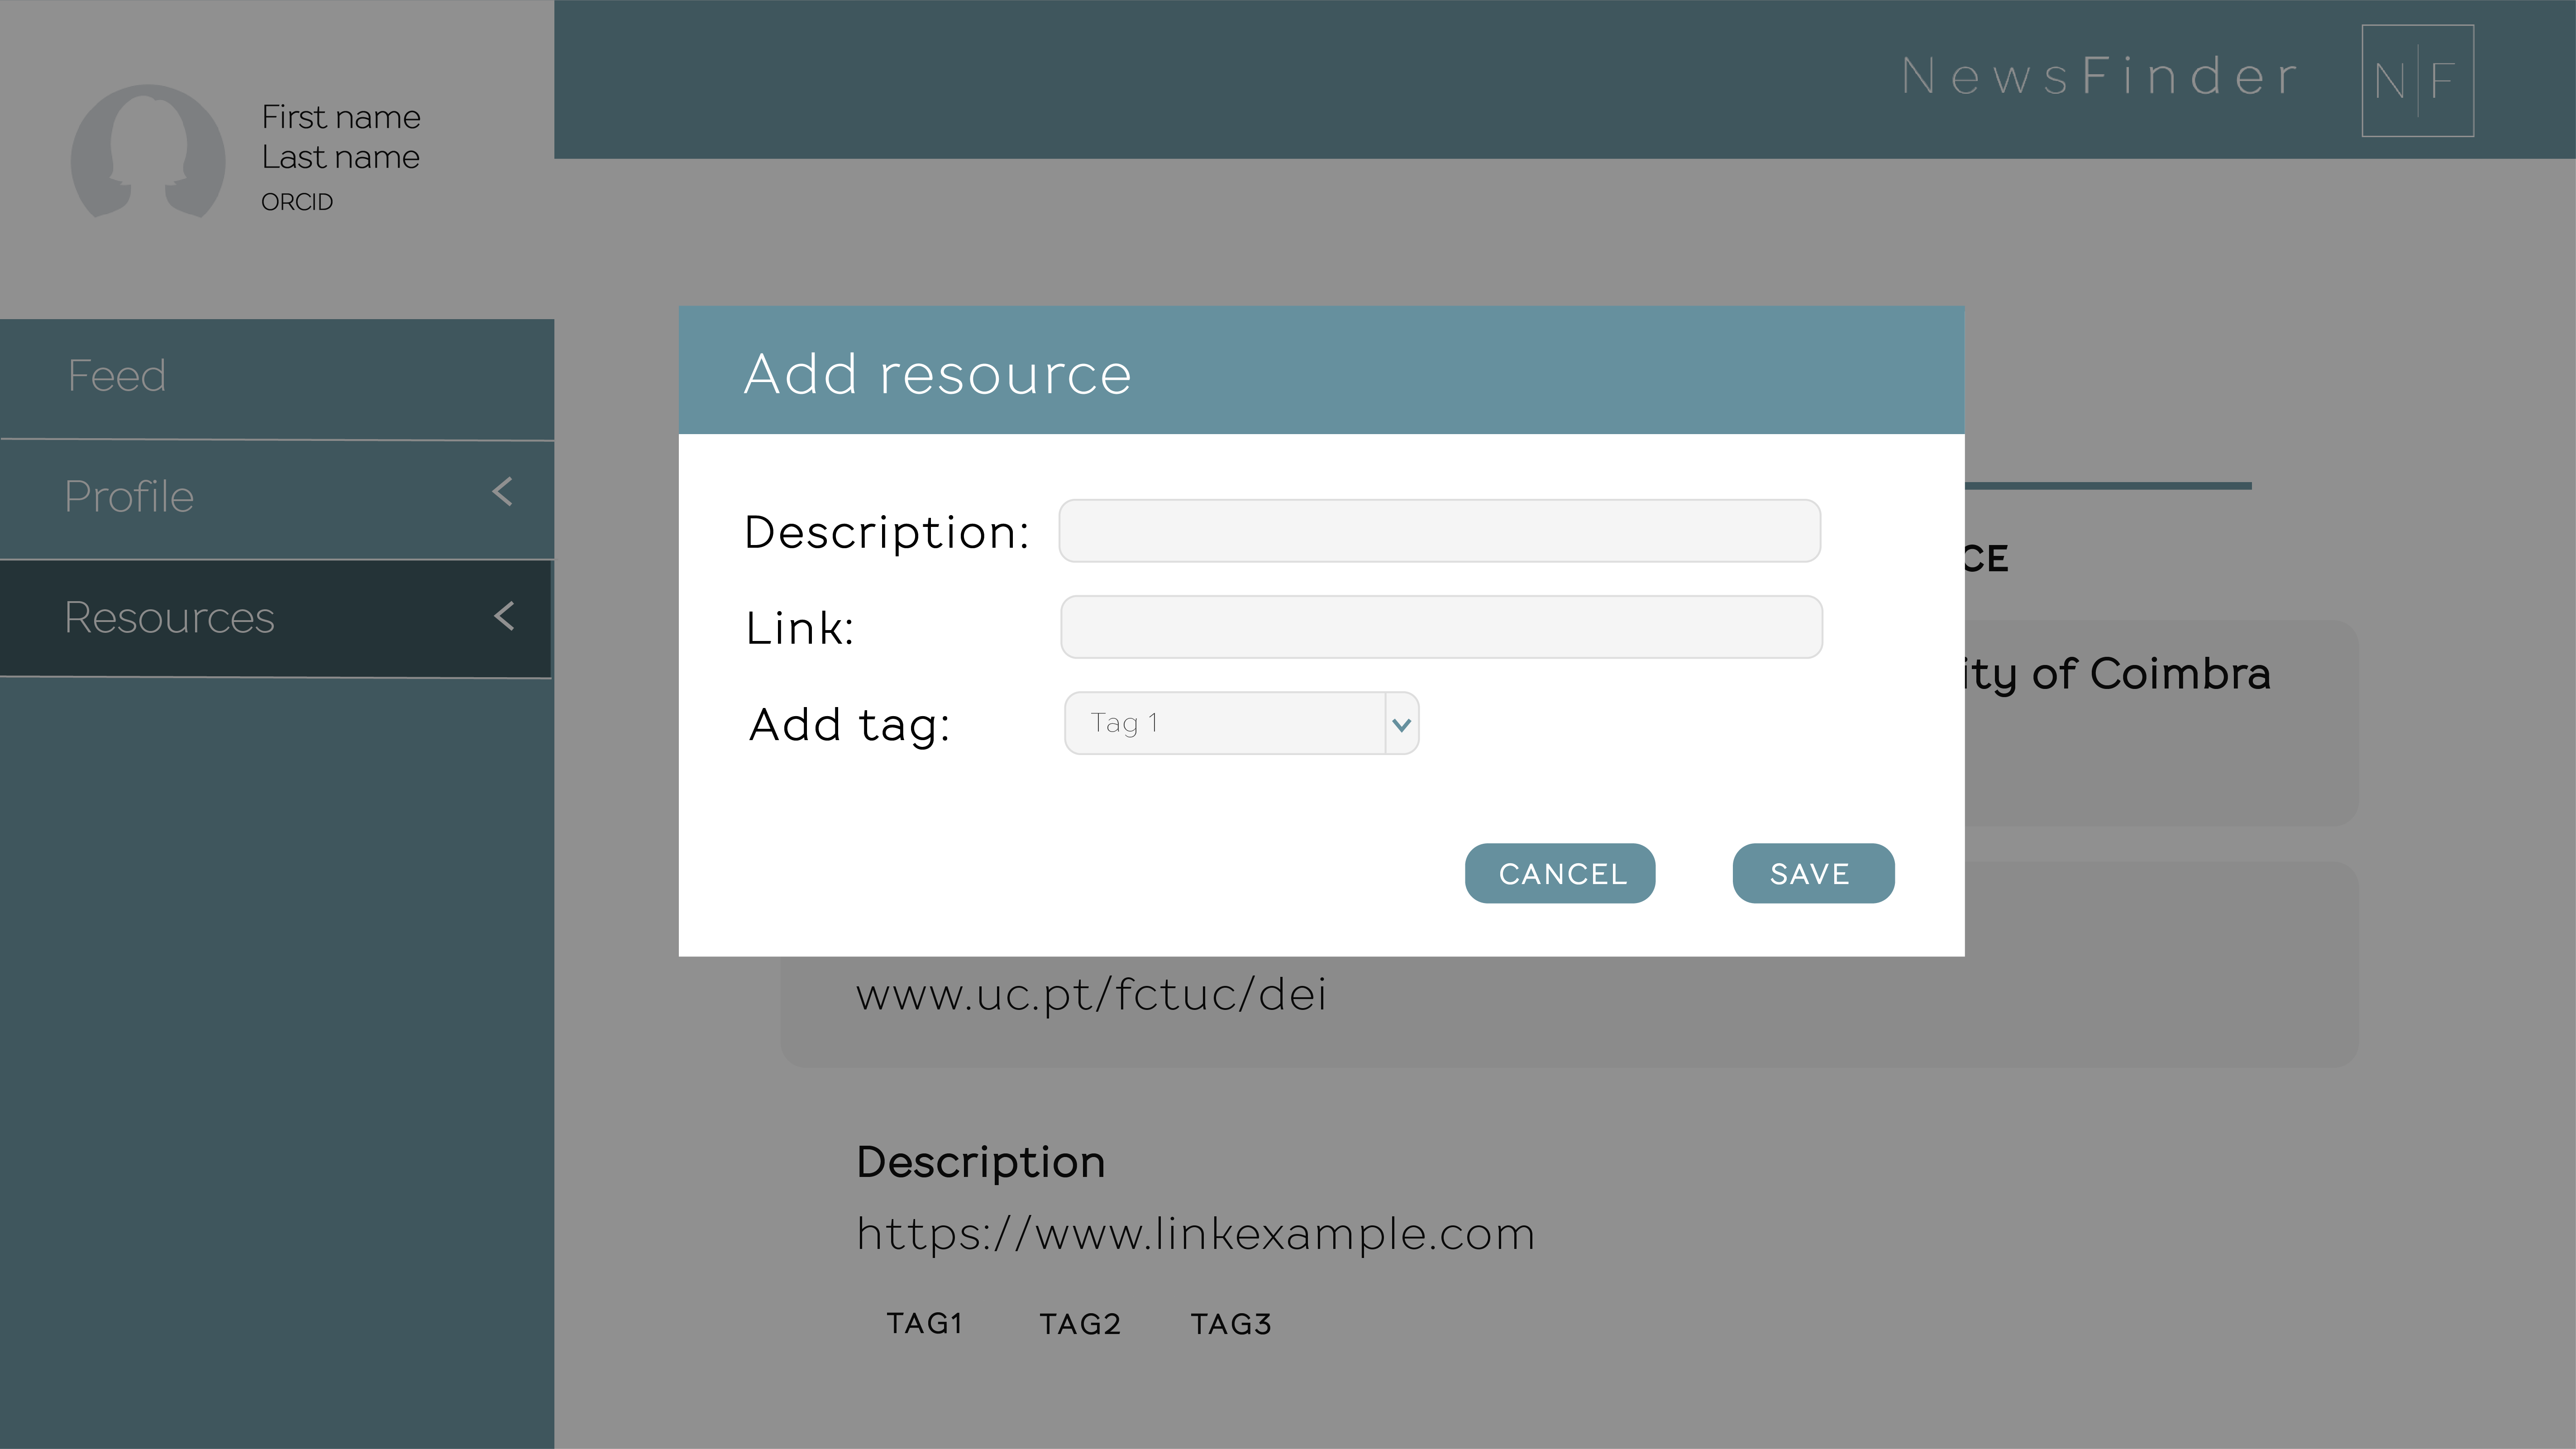 First name
Last name
ORCID
NewsFinder
N|F
Feed
Profile
Resources
Add resource
Description:
Link:
Add tag:
Tag 1
CANCEL
SAVE
CE
ity of Coimbra
www.uc.pt/fctuc/dei
Description
https://www.linkexample.com
TAG1 TAG2 TAG3